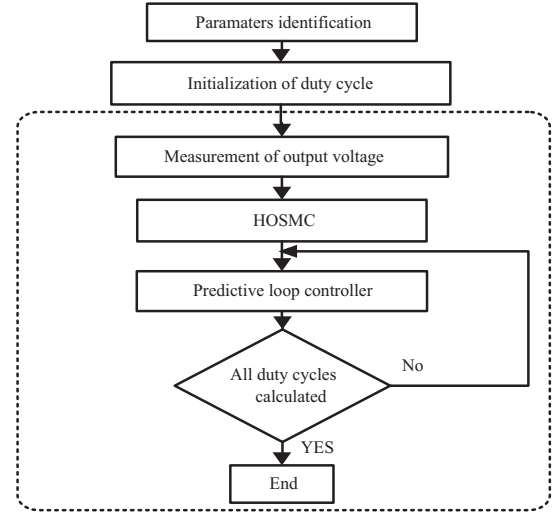 Paramaters identification
Initialization of duty cycle
Measurement of output voltage
HOSMC
Predictive loop controller
All duty cycles
calculated
No
YES
End